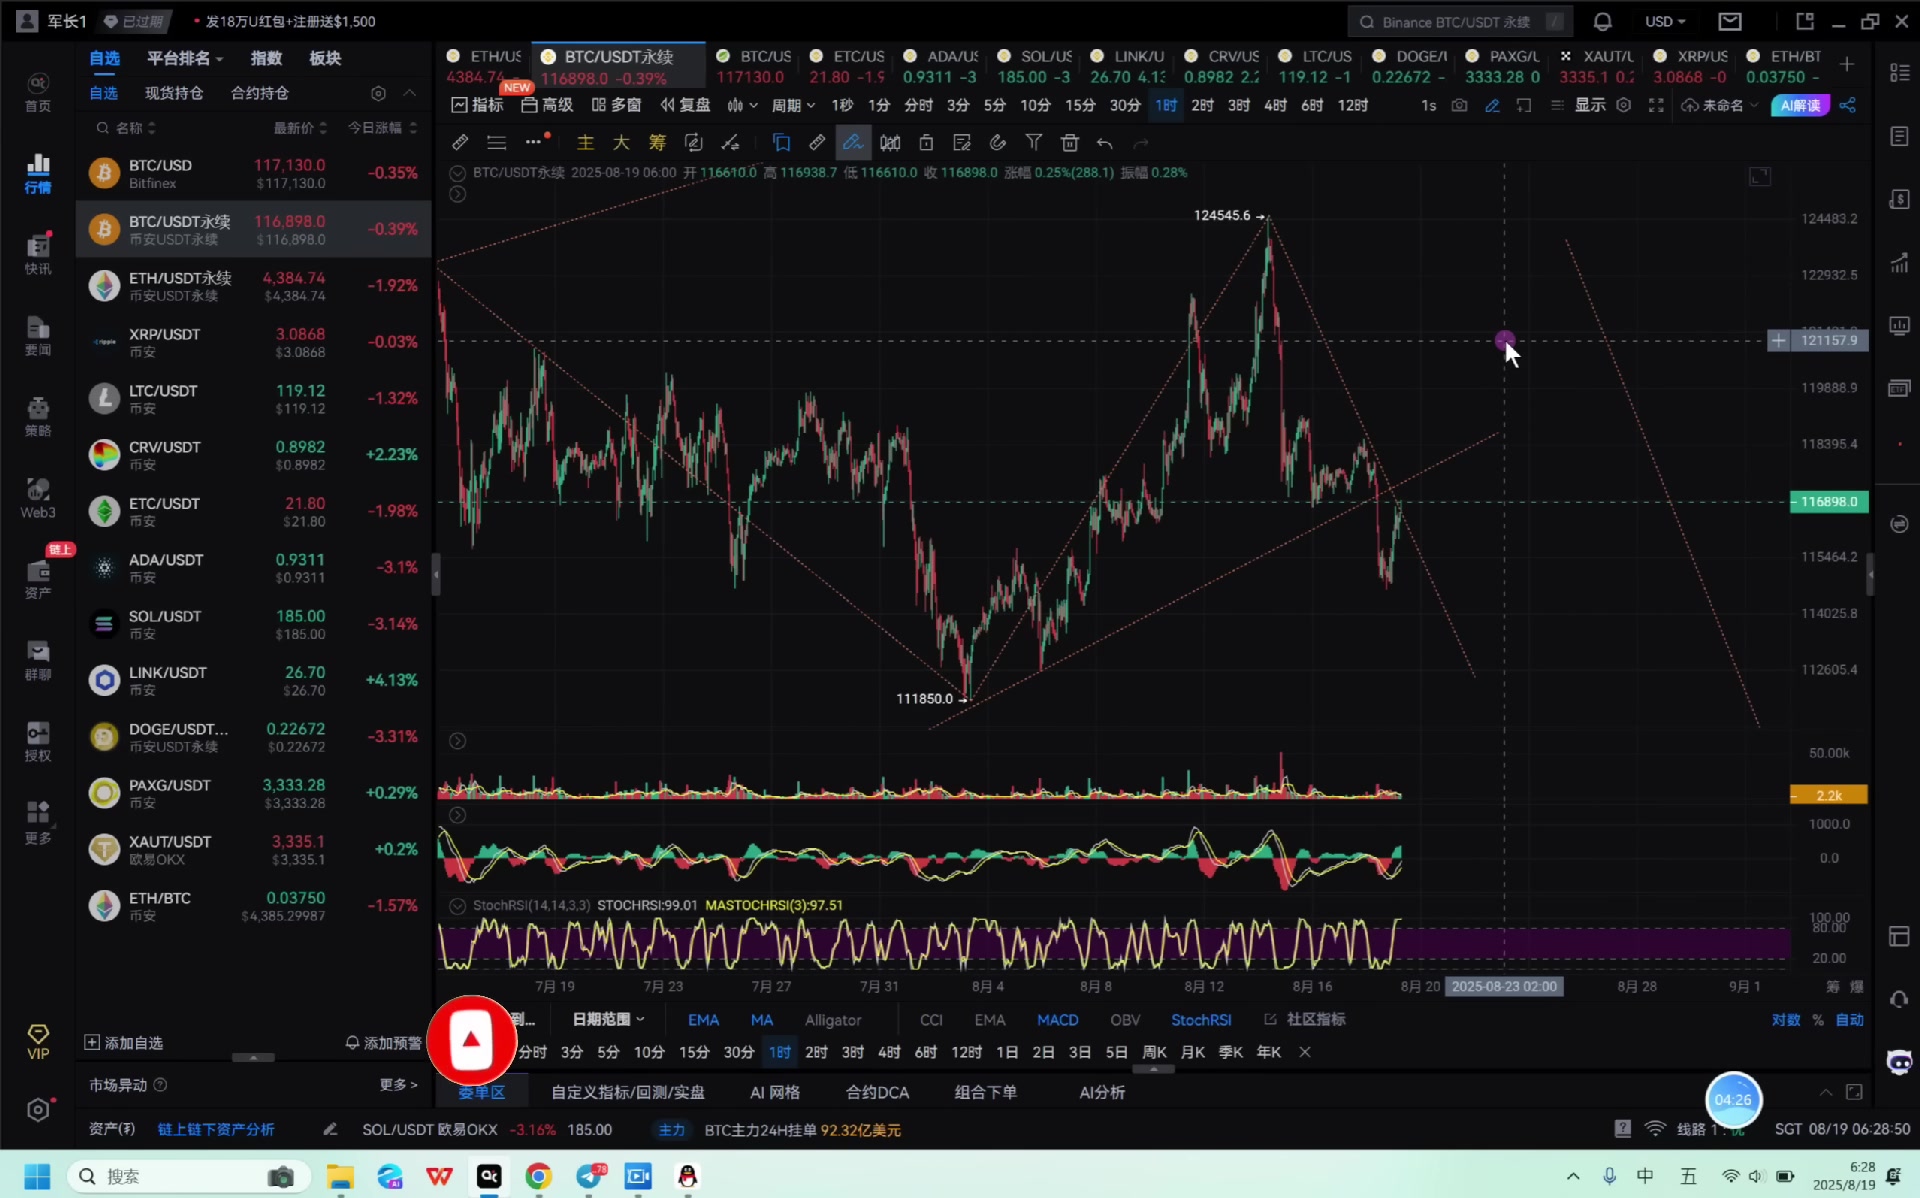 军长1 已过期 • 发18万U红包+注册送$1,500
Binance BTC/USDT 永续 / USD
自选 平台排名 指数 板块
自选 现货持仓 合约持仓
名称 最新价 今日涨幅
BTC/USD 117,130.0 -0.35%
Bitfinex $117,130.0
BTC/USDT永续 116,898.0 -0.39%
币安USDT永续 $116,898.0
ETH/USDT永续 4,384.74 -1.92%
币安USDT永续 $4,384.74
XRP/USDT 3.0868 -0.03%
币安 $3.0868
LTC/USDT 119.12 -1.32%
币安 $119.12
CRV/USDT 0.8982 +2.23%
币安 $0.8982
ETC/USDT 21.80 -1.98%
币安 $21.80
ADA/USDT 0.9311 -3.1%
币安 $0.9311
SOL/USDT 185.00 -3.14%
币安 $185.00
LINK/USDT 26.70 +4.13%
币安 $26.70
DOGE/USDT... 0.22672 -3.31%
币安USDT永续 $0.22672
PAXG/USDT 3,333.28 +0.29%
币安 $3,333.28
XAUT/USDT 3,335.1 +0.2%
欧易OKX $3,335.1
ETH/BTC 0.03750 -1.57%
币安 $4,385.29987
添加自选 添加预警
市场异动 更多 >
首页
行情
快讯
要闻
策略
Web3
链上
资产
群聊
授权
更多
VIP
ETH/US BTC/USDT永续 BTC/US ETC/US ADA/US SOL/US LINK/U CRV/US LTC/US DOGE/I PAXG/L XAUT/L XRP/US ETH/BT
4384.74 - 116898.0 -0.39% 117130.0 21.80 -1.9 0.9311 -3 185.00 -3 26.70 4.13 0.8982 2.2 119.12 -1 0.22672 - 3333.28 0 3335.1 0.2 3.0868 -0 0.03750 -
NEW
指标 高级 多窗 复盘 周期 1秒 1分 分时 3分 5分 10分 15分 30分 1时 2时 3时 4时 6时 12时 1s 显示 未命名 AI解读
主 大 筹
BTC/USDT永续 2025-08-19 06:00 开 116610.0 高 116938.7 低 116610.0 收 116898.0 涨幅 0.25%(288.1) 振幅 0.28%
124545.6
111850.0
124483.2
122932.5
121157.9
119888.9
118395.4
116898.0
115464.2
114025.8
112605.4
50.00k
2.2k
1000.0
0.0
StochRSI(14,14,3,3) STOCHRSI:99.01 MASTOCHRSI(3):97.51
100.00
80.00
20.00
7月 19 7月 23 7月 27 7月 31 8月 4 8月 8 8月 12 8月 16 8月 20 2025-08-23 02:00 8月 28 9月 1 筹 爆
到... 日期范围 EMA MA Alligator CCI EMA MACD OBV StochRSI 社区指标 对数 % 自动
分时 3分 5分 10分 15分 30分 1时 2时 3时 4时 6时 12时 1日 2日 3日 5日 周K 月K 季K 年K
委单区 自定义指标/回测/实盘 AI 网格 合约DCA 组合下单 AI分析
04:26
资产(₮) 链上链下资产分析 SOL/USDT 欧易OKX -3.16% 185.00 主力 BTC主力24H挂单 92.32亿美元 线路 1 SGT 08/19 06:28:50
搜索 78 中 五 6:28
2025/8/19